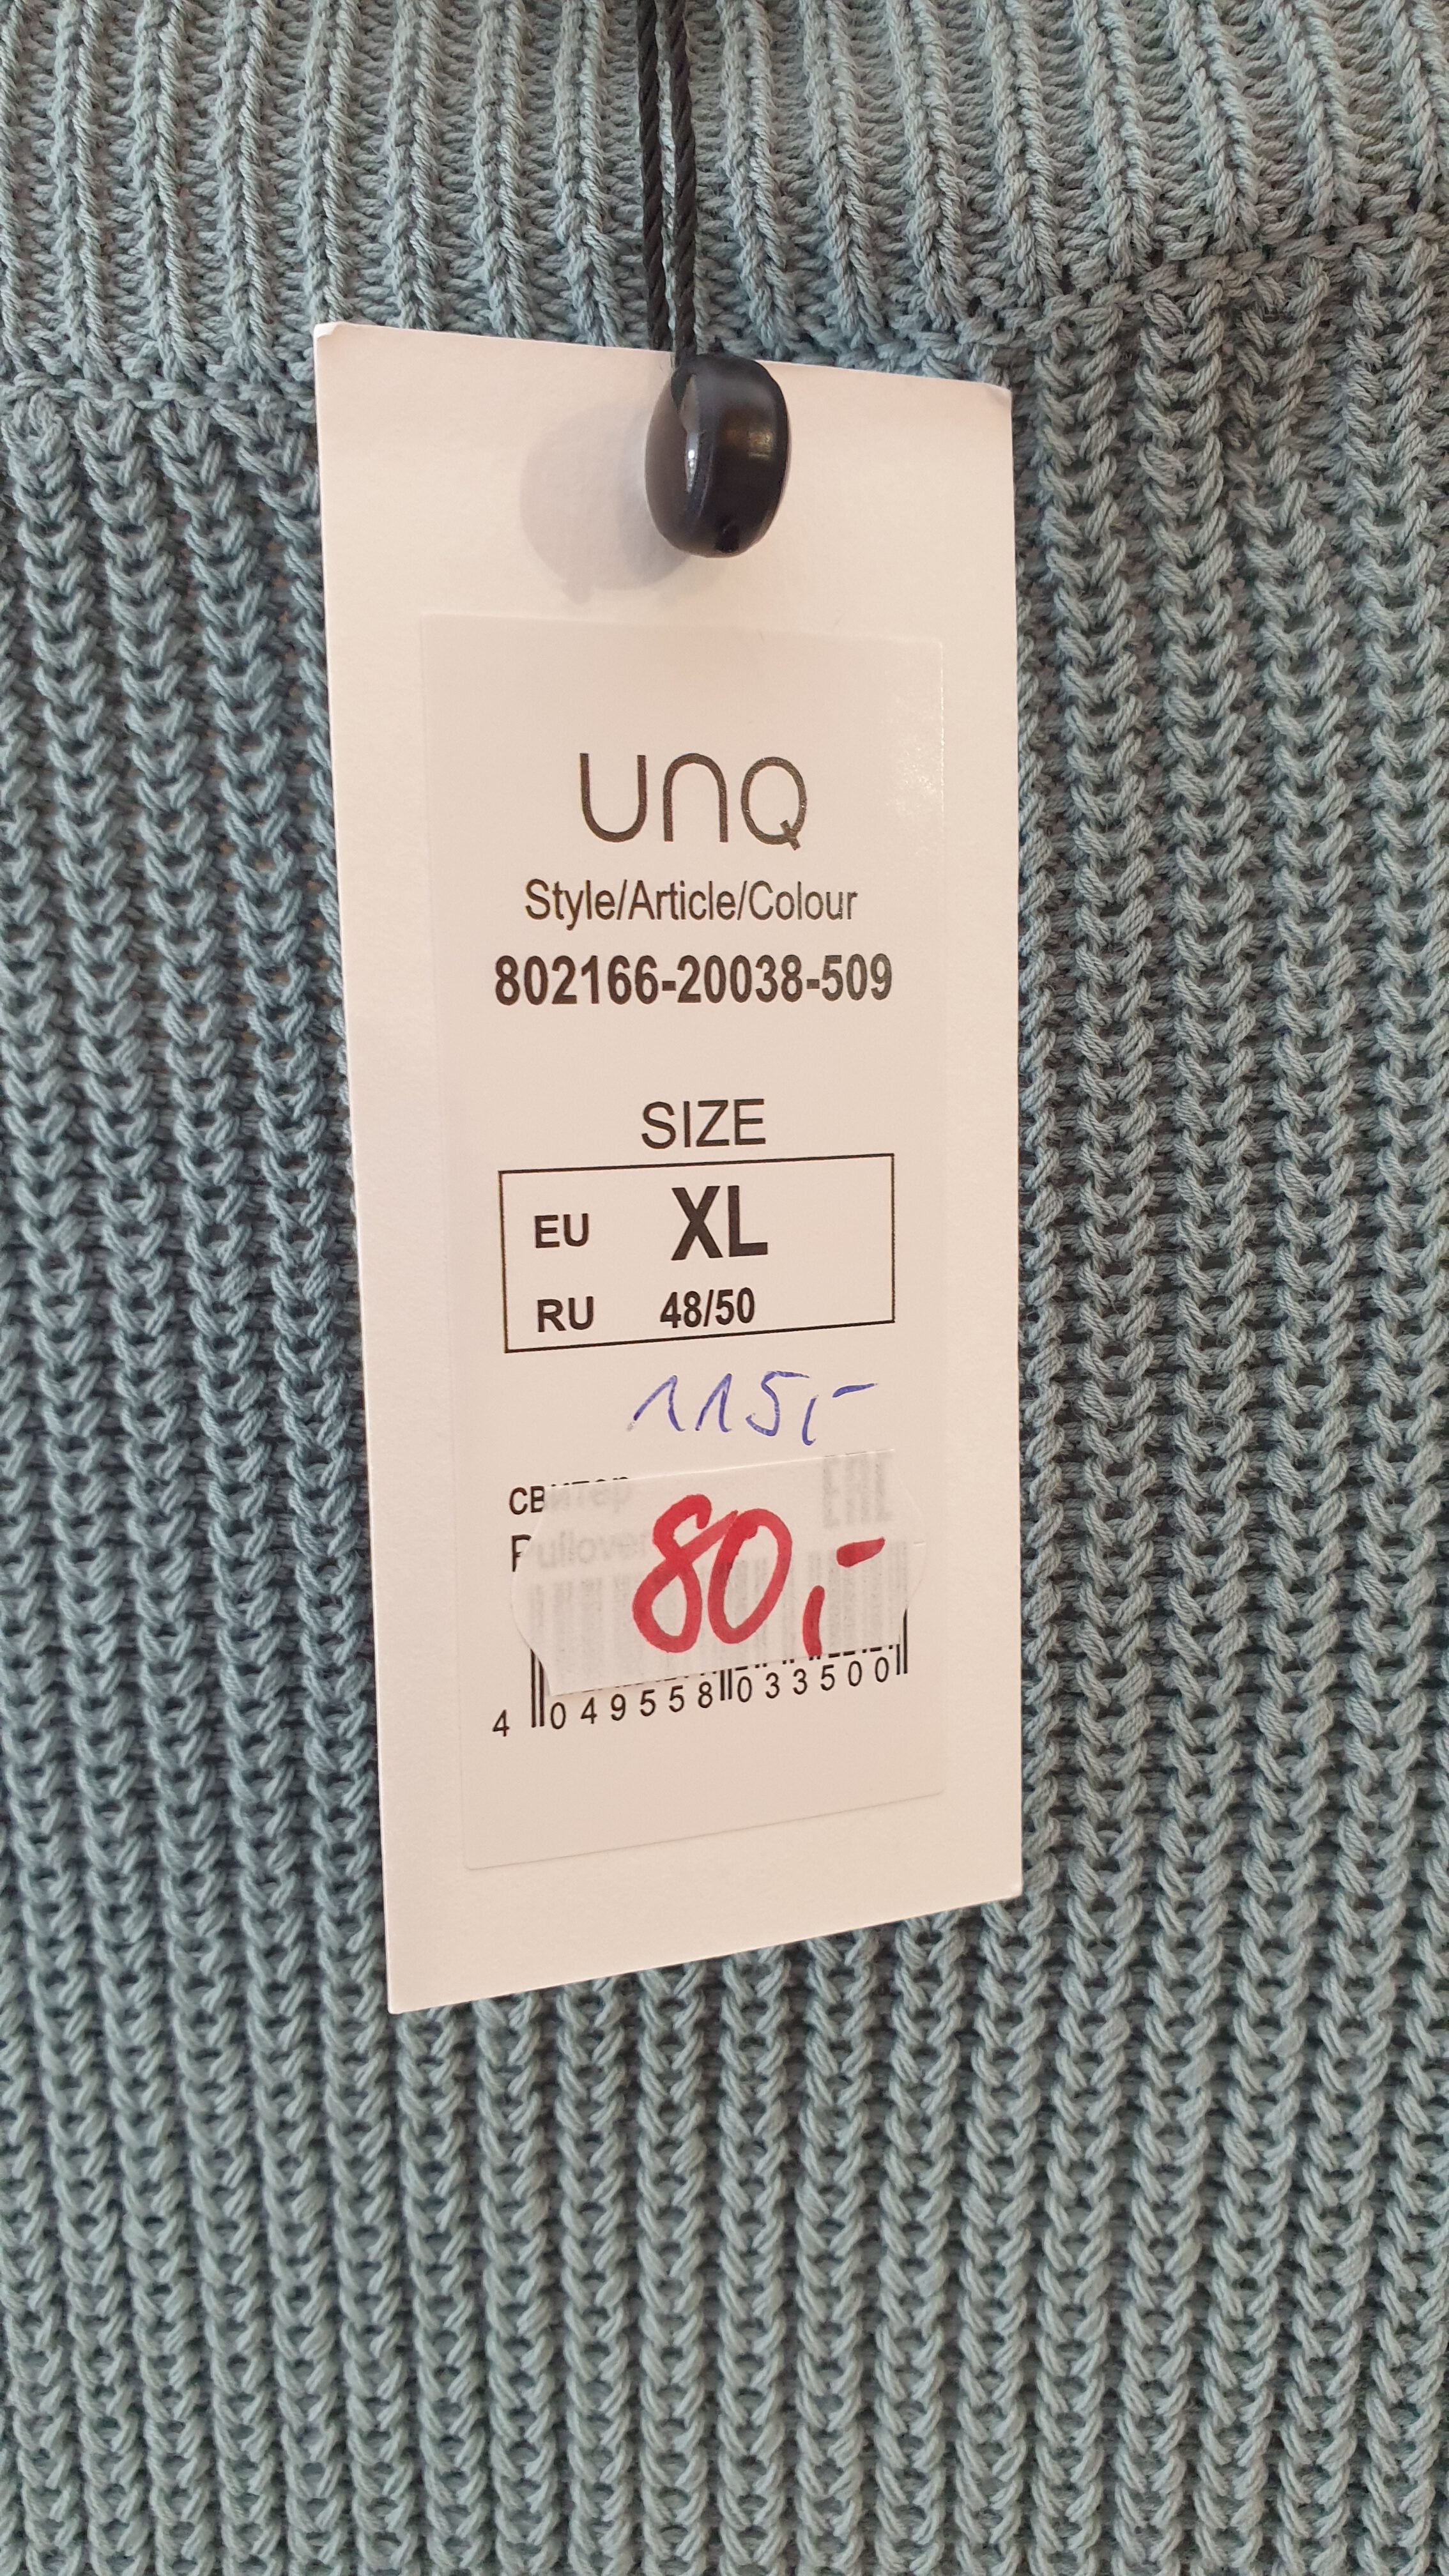 UNQ
Style/Article/Colour
802166-20038-509
SIZE
EU XL
RU 48/50
115,-
свитер
Pullover
80,-
4 049558 033500